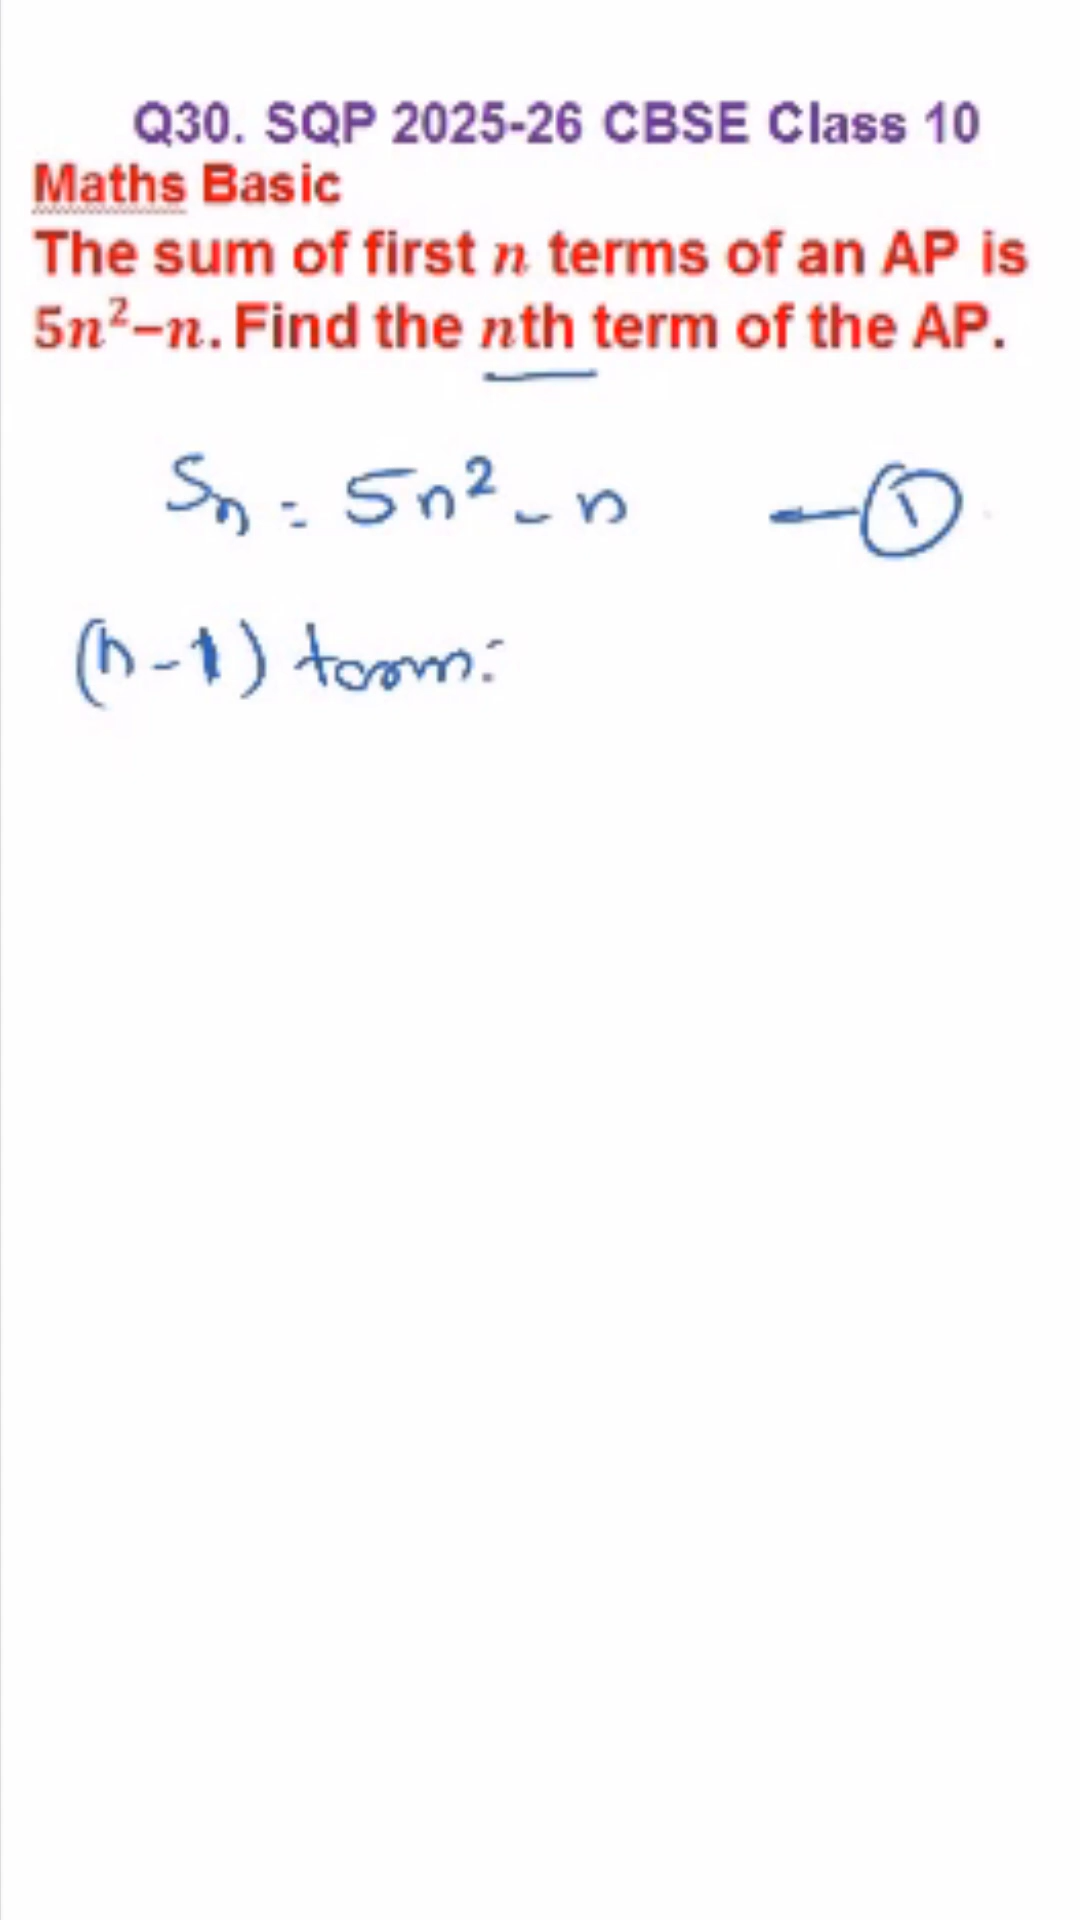 Q30. SQP 2025-26 CBSE Class 10
Maths Basic
The sum of first n terms of an AP is
5n²–n. Find the nth term of the AP.
Sn = 5n² - n —①
(n-1) term: